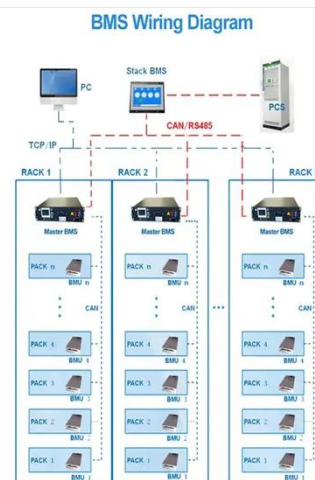 BMS Wiring Diagram
Stack BMS
PC
PCS
CAN/RS485
TCP/IP
RACK 1
RACK 2
RACK
Master BMS
Master BMS
Master BMS
PACK n
BMU n
PACK n
BMU n
PACK n
BMU n
CAN
CAN
CAN
PACK 4
BMU 4
PACK 4
BMU 4
PACK 4
BMU 4
PACK 3
BMU 3
PACK 3
BMU 3
PACK 3
BMU 3
PACK 2
BMU 2
PACK 2
BMU 2
PACK 2
BMU 2
PACK 1
BMU 1
PACK 1
BMU 1
PACK 1
BMU 1